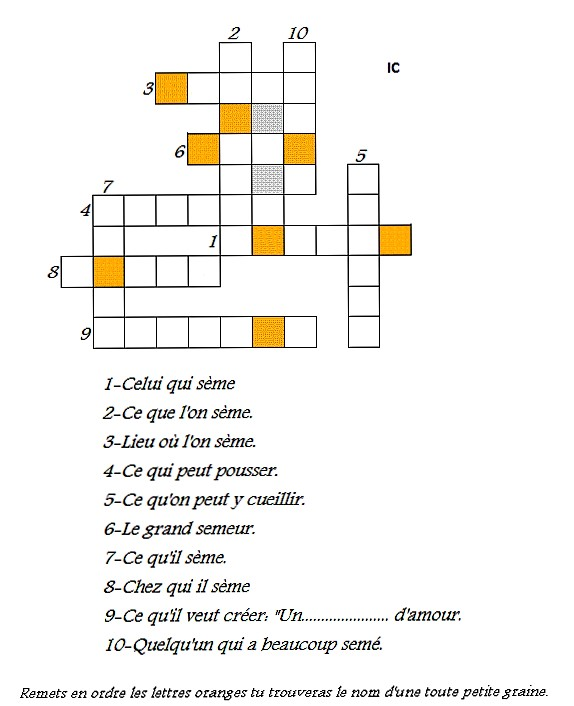 2 10
IC
3
6
5
7
4
1
8
9
1-Celui qui sème
2-Ce que l'on sème.
3-Lieu où l'on sème.
4-Ce qui peut pousser.
5-Ce qu'on peut y cueillir.
6-Le grand semeur.
7-Ce qu'il sème.
8-Chez qui il sème
9-Ce qu'il veut créer: "Un...................... d'amour.
10-Quelqu'un qui a beaucoup semé.
Remets en ordre les lettres oranges tu trouveras le nom d'une toute petite graine.